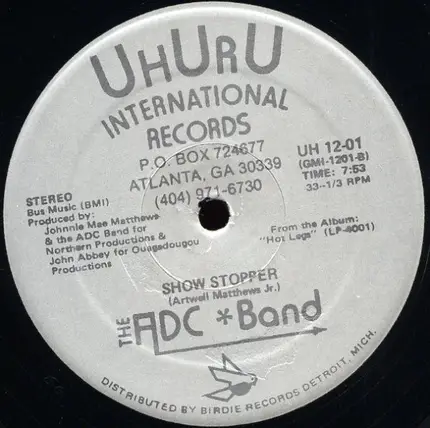 UHURU
INTERNATIONAL
RECORDS
P.O. BOX 724677
ATLANTA, GA 30339
(404) 971-6730
UH 12-01
(GMI-1201-B)
TIME: 7:53
33-1/3 RPM
STEREO
Bus Music (BMI)
Produced by:
Johnnie Mae Matthews
& the ADC Band for
Northern Productions &
John Abbey for Ouagadougou
Productions
From the Album:
"Hot Legs" (LP-4001)
SHOW STOPPER
(Artwell Matthews Jr.)
THE ADC * Band
DISTRIBUTED BY BIRDIE RECORDS DETROIT, MICH.